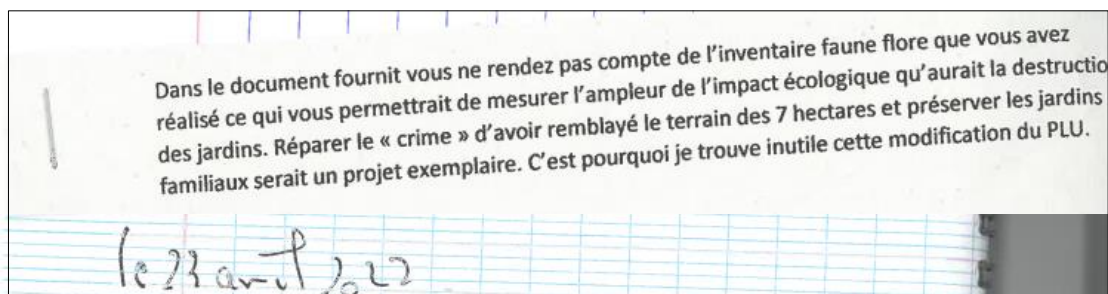 Dans le document fournit vous ne rendez pas compte de l'inventaire faune flore que vous avez
réalisé ce qui vous permettrait de mesurer l'ampleur de l'impact écologique qu'aurait la destructio
des jardins. Réparer le « crime » d'avoir remblayé le terrain des 7 hectares et préserver les jardins
familiaux serait un projet exemplaire. C'est pourquoi je trouve inutile cette modification du PLU.
le 23 avril 2022